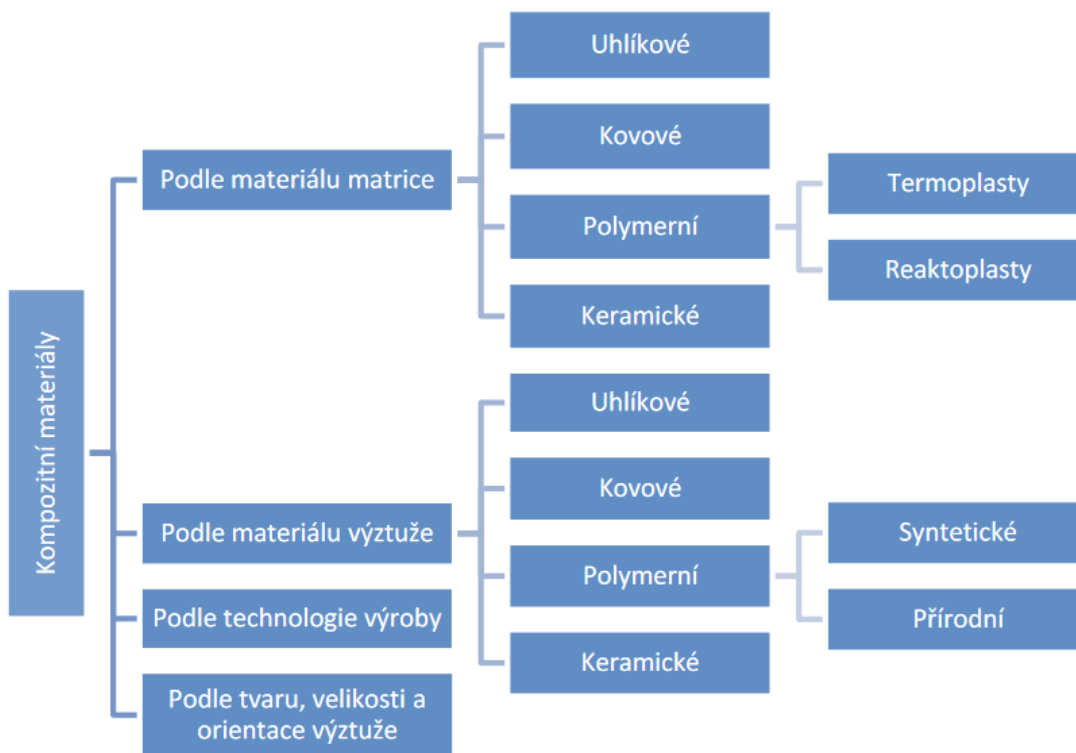 Kompozitní materiály
Podle materiálu matrice
Uhlíkové
Kovové
Polymerní
Termoplasty
Reaktoplasty
Keramické
Podle materiálu výztuže
Uhlíkové
Kovové
Polymerní
Syntetické
Přírodní
Keramické
Podle technologie výroby
Podle tvaru, velikosti a
orientace výztuže